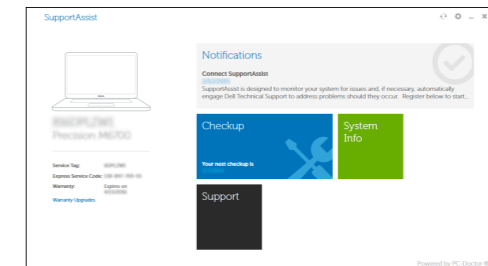 SupportAssist
Notifications
Connect SupportAssist
SupportAssist is designed to monitor your system for issues and, if necessary, automatically
engage Dell Technical Support to address problems should they occur. Register below to start...
Precision M6700
Checkup
System
Info
Service Tag:
Express Service Code:
Warranty: Expires on
Warranty Upgrades
Your next checkup is
Support
Powered by PC-Doctor ®